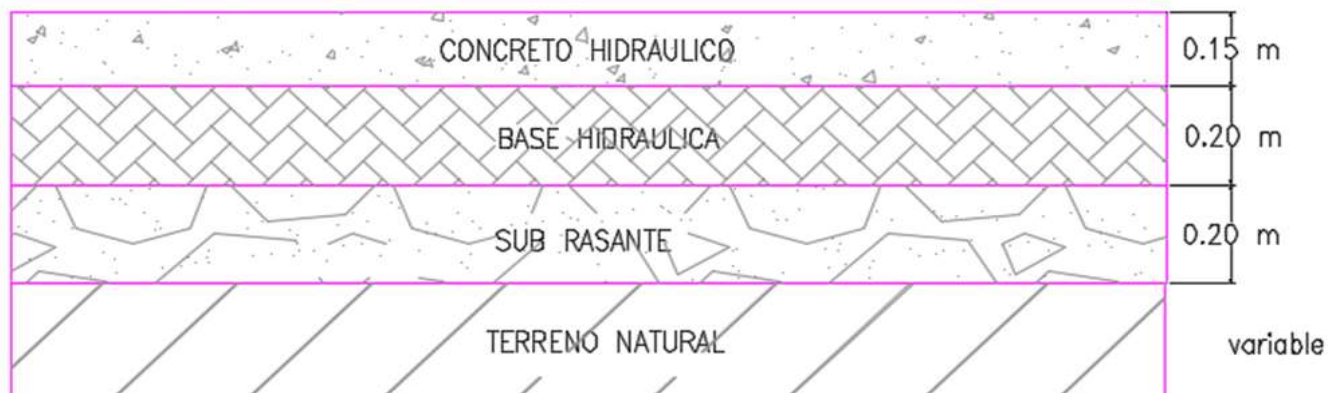 CONCRETO HIDRAULICO 0.15 m
BASE HIDRAULICA 0.20 m
SUB RASANTE 0.20 m
TERRENO NATURAL variable